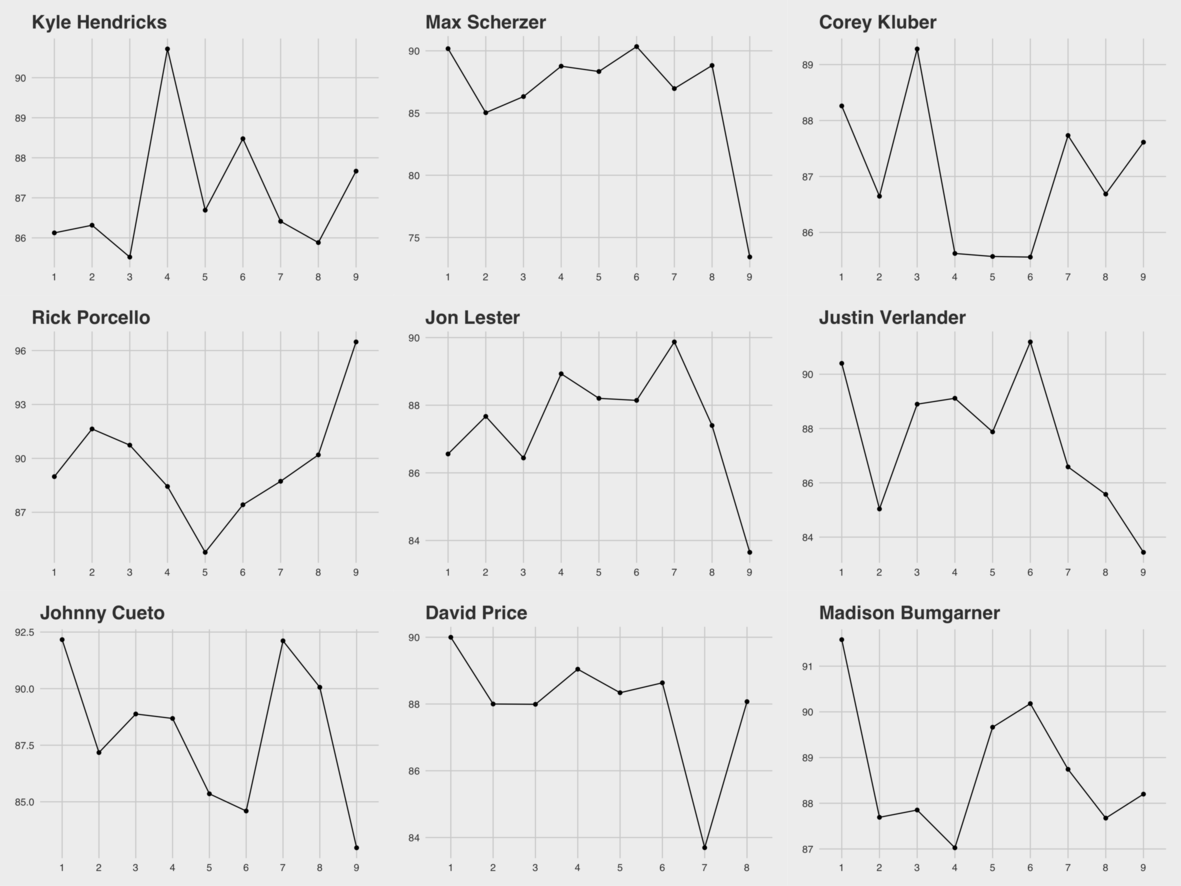 Kyle Hendricks
90
89
88
87
86
1 2 3 4 5 6 7 8 9
Max Scherzer
90
85
80
75
1 2 3 4 5 6 7 8 9
Corey Kluber
89
88
87
86
1 2 3 4 5 6 7 8 9
Rick Porcello
96
93
90
87
1 2 3 4 5 6 7 8 9
Jon Lester
90
88
86
84
1 2 3 4 5 6 7 8 9
Justin Verlander
90
88
86
84
1 2 3 4 5 6 7 8 9
Johnny Cueto
92.5
90.0
87.5
85.0
1 2 3 4 5 6 7 8 9
David Price
90
88
86
84
1 2 3 4 5 6 7 8
Madison Bumgarner
91
90
89
88
87
1 2 3 4 5 6 7 8 9